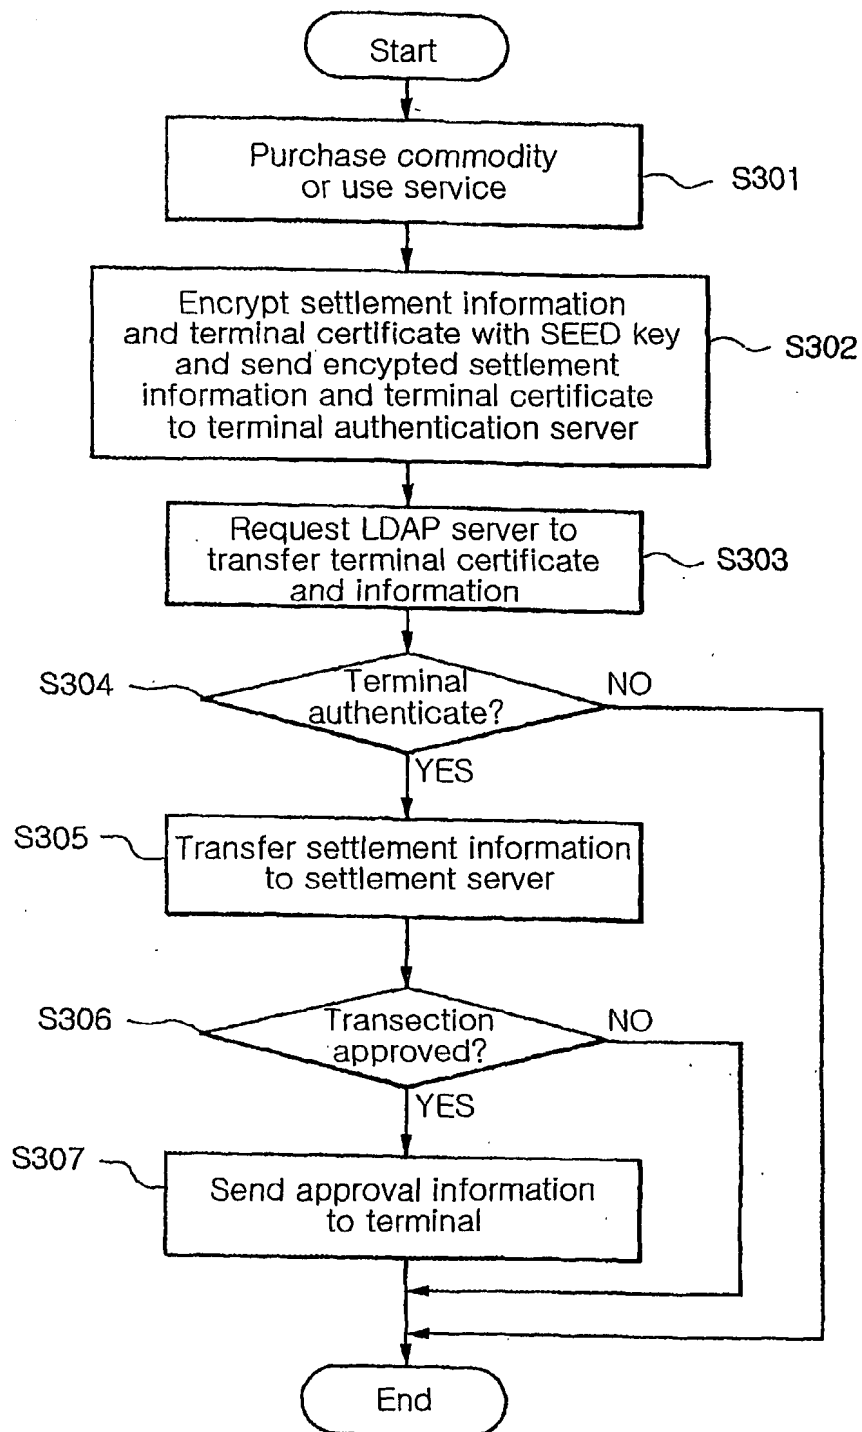 Start
Purchase commodity
or use service
S301
Encrypt settlement information
and terminal certificate with SEED key
and send encrypted settlement
information and terminal certificate
to terminal authentication server
S302
Request LDAP server to
transfer terminal certificate
and information
S303
S304
Terminal
authenticate?
NO
YES
S305
Transfer settlement information
to settlement server
S306
Transection
approved?
NO
YES
S307
Send approval information
to terminal
End